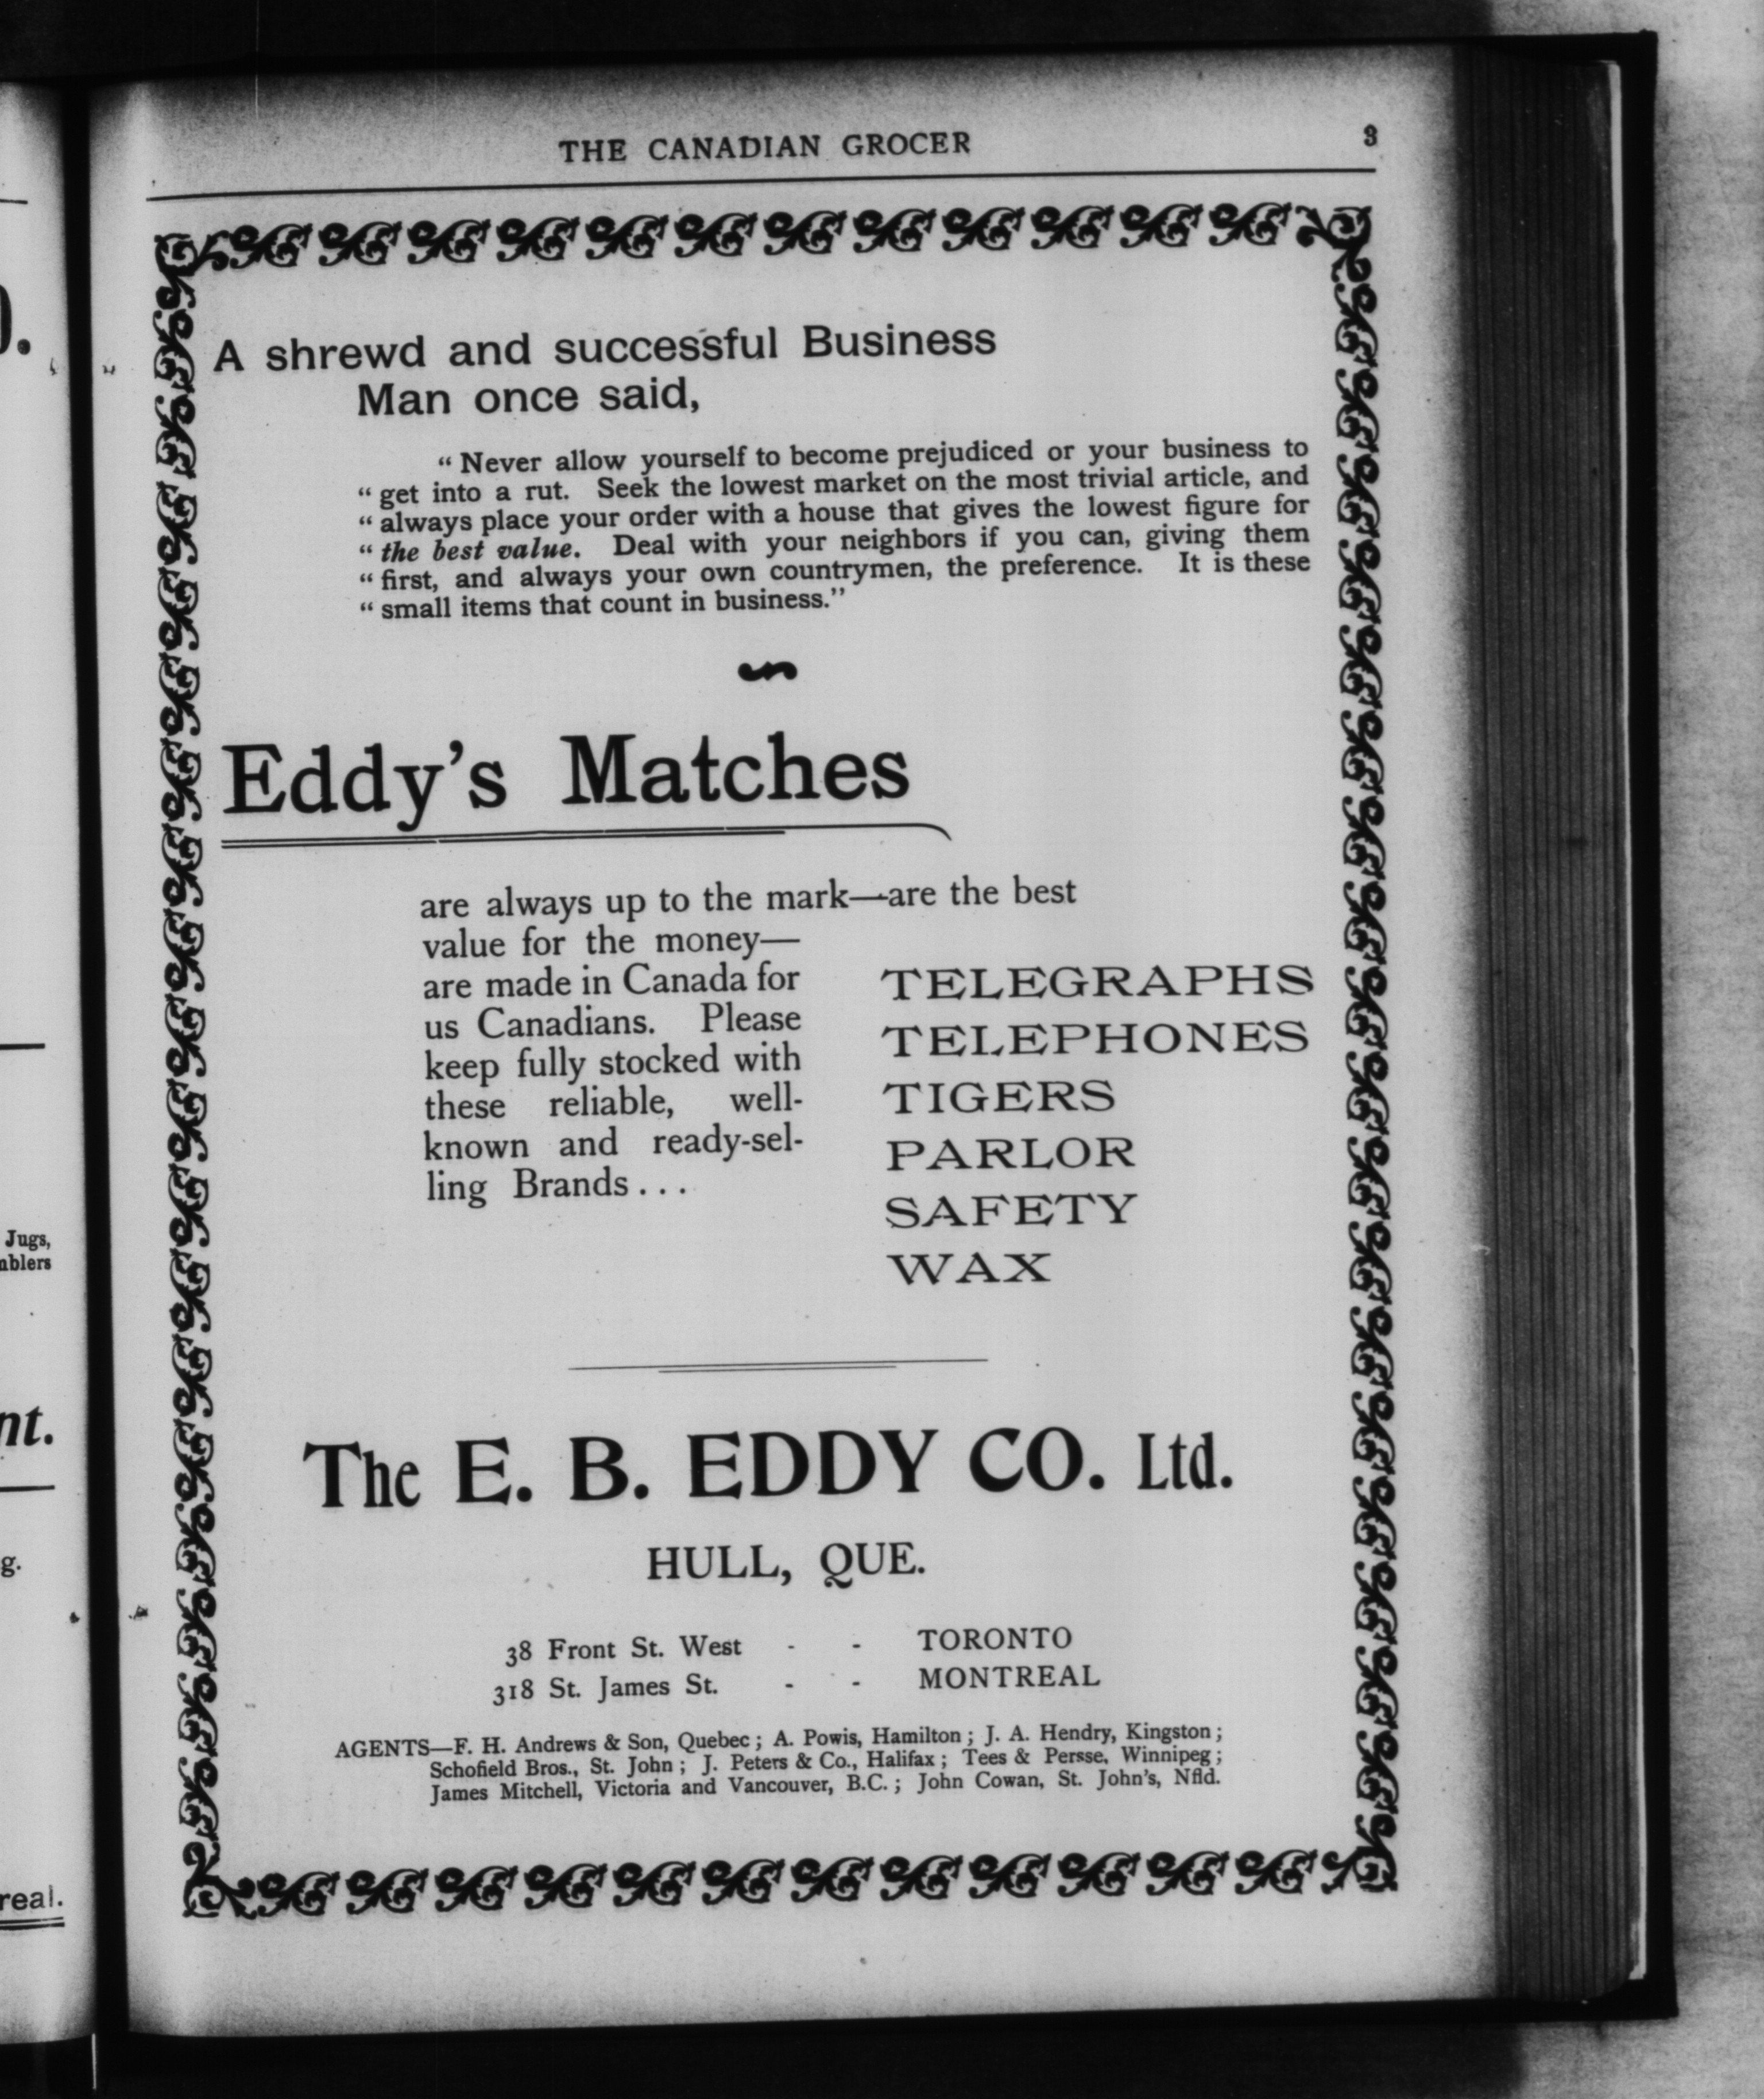 THE CANADIAN GROCER 3
A shrewd and successful Business
Man once said,
“ Never allow yourself to become prejudiced or your business to
“ get into a rut. Seek the lowest market on the most trivial article, and
“ always place your order with a house that gives the lowest figure for
“ the best value. Deal with your neighbors if you can, giving them
“ first, and always your own countrymen, the preference. It is these
“ small items that count in business.”
Eddy’s Matches
are always up to the mark—are the best
value for the money—
are made in Canada for
us Canadians. Please
keep fully stocked with
these reliable, well-
known and ready-sel-
ling Brands . . .
TELEGRAPHS
TELEPHONES
TIGERS
PARLOR
SAFETY
WAX
The E. B. EDDY CO. Ltd.
HULL, QUE.
38 Front St. West - - TORONTO
318 St. James St. - - MONTREAL
AGENTS—F. H. Andrews & Son, Quebec ; A. Powis, Hamilton ; J. A. Hendry, Kingston ;
Schofield Bros., St. John ; J. Peters & Co., Halifax ; Tees & Persse, Winnipeg ;
James Mitchell, Victoria and Vancouver, B.C. ; John Cowan, St. John’s, Nfld.
Jugs,